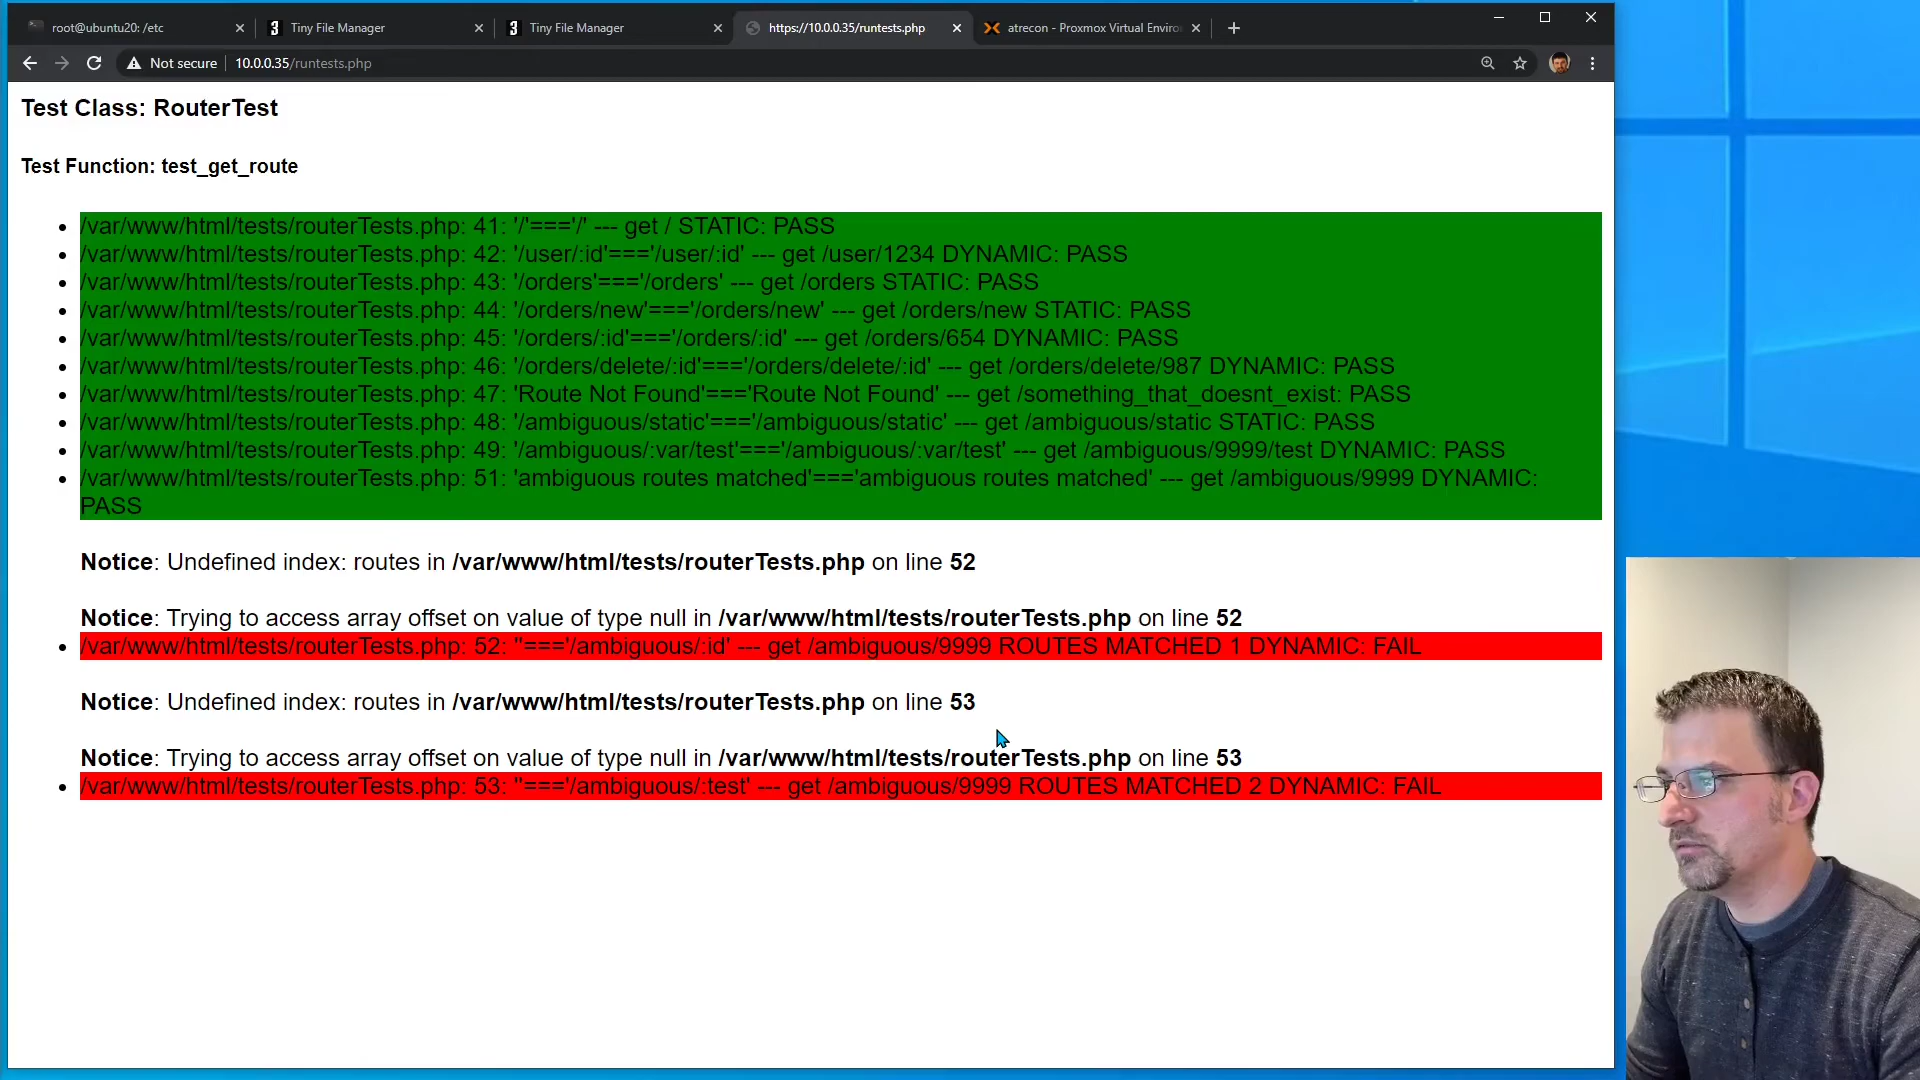 root@ubuntu20: /etc
Tiny File Manager
Tiny File Manager
https://10.0.0.35/runtests.php
atrecon - Proxmox Virtual Enviro
Not secure
10.0.0.35/runtests.php
Test Class: RouterTest
Test Function: test_get_route
/var/www/html/tests/routerTests.php: 41: '/'==='/' --- get / STATIC: PASS
/var/www/html/tests/routerTests.php: 42: '/user/:id'==='/user/:id' --- get /user/1234 DYNAMIC: PASS
/var/www/html/tests/routerTests.php: 43: '/orders'==='/orders' --- get /orders STATIC: PASS
/var/www/html/tests/routerTests.php: 44: '/orders/new'==='/orders/new' --- get /orders/new STATIC: PASS
/var/www/html/tests/routerTests.php: 45: '/orders/:id'==='/orders/:id' --- get /orders/654 DYNAMIC: PASS
/var/www/html/tests/routerTests.php: 46: '/orders/delete/:id'==='/orders/delete/:id' --- get /orders/delete/987 DYNAMIC: PASS
/var/www/html/tests/routerTests.php: 47: 'Route Not Found'==='Route Not Found' --- get /something_that_doesnt_exist: PASS
/var/www/html/tests/routerTests.php: 48: '/ambiguous/static'==='/ambiguous/static' --- get /ambiguous/static STATIC: PASS
/var/www/html/tests/routerTests.php: 49: '/ambiguous/:var/test'==='/ambiguous/:var/test' --- get /ambiguous/9999/test DYNAMIC: PASS
/var/www/html/tests/routerTests.php: 51: 'ambiguous routes matched'==='ambiguous routes matched' --- get /ambiguous/9999 DYNAMIC:
PASS
Notice: Undefined index: routes in /var/www/html/tests/routerTests.php on line 52
Notice: Trying to access array offset on value of type null in /var/www/html/tests/routerTests.php on line 52
/var/www/html/tests/routerTests.php: 52: ''==='/ambiguous/:id' --- get /ambiguous/9999 ROUTES MATCHED 1 DYNAMIC: FAIL
Notice: Undefined index: routes in /var/www/html/tests/routerTests.php on line 53
Notice: Trying to access array offset on value of type null in /var/www/html/tests/routerTests.php on line 53
/var/www/html/tests/routerTests.php: 53: ''==='/ambiguous/:test' --- get /ambiguous/9999 ROUTES MATCHED 2 DYNAMIC: FAIL